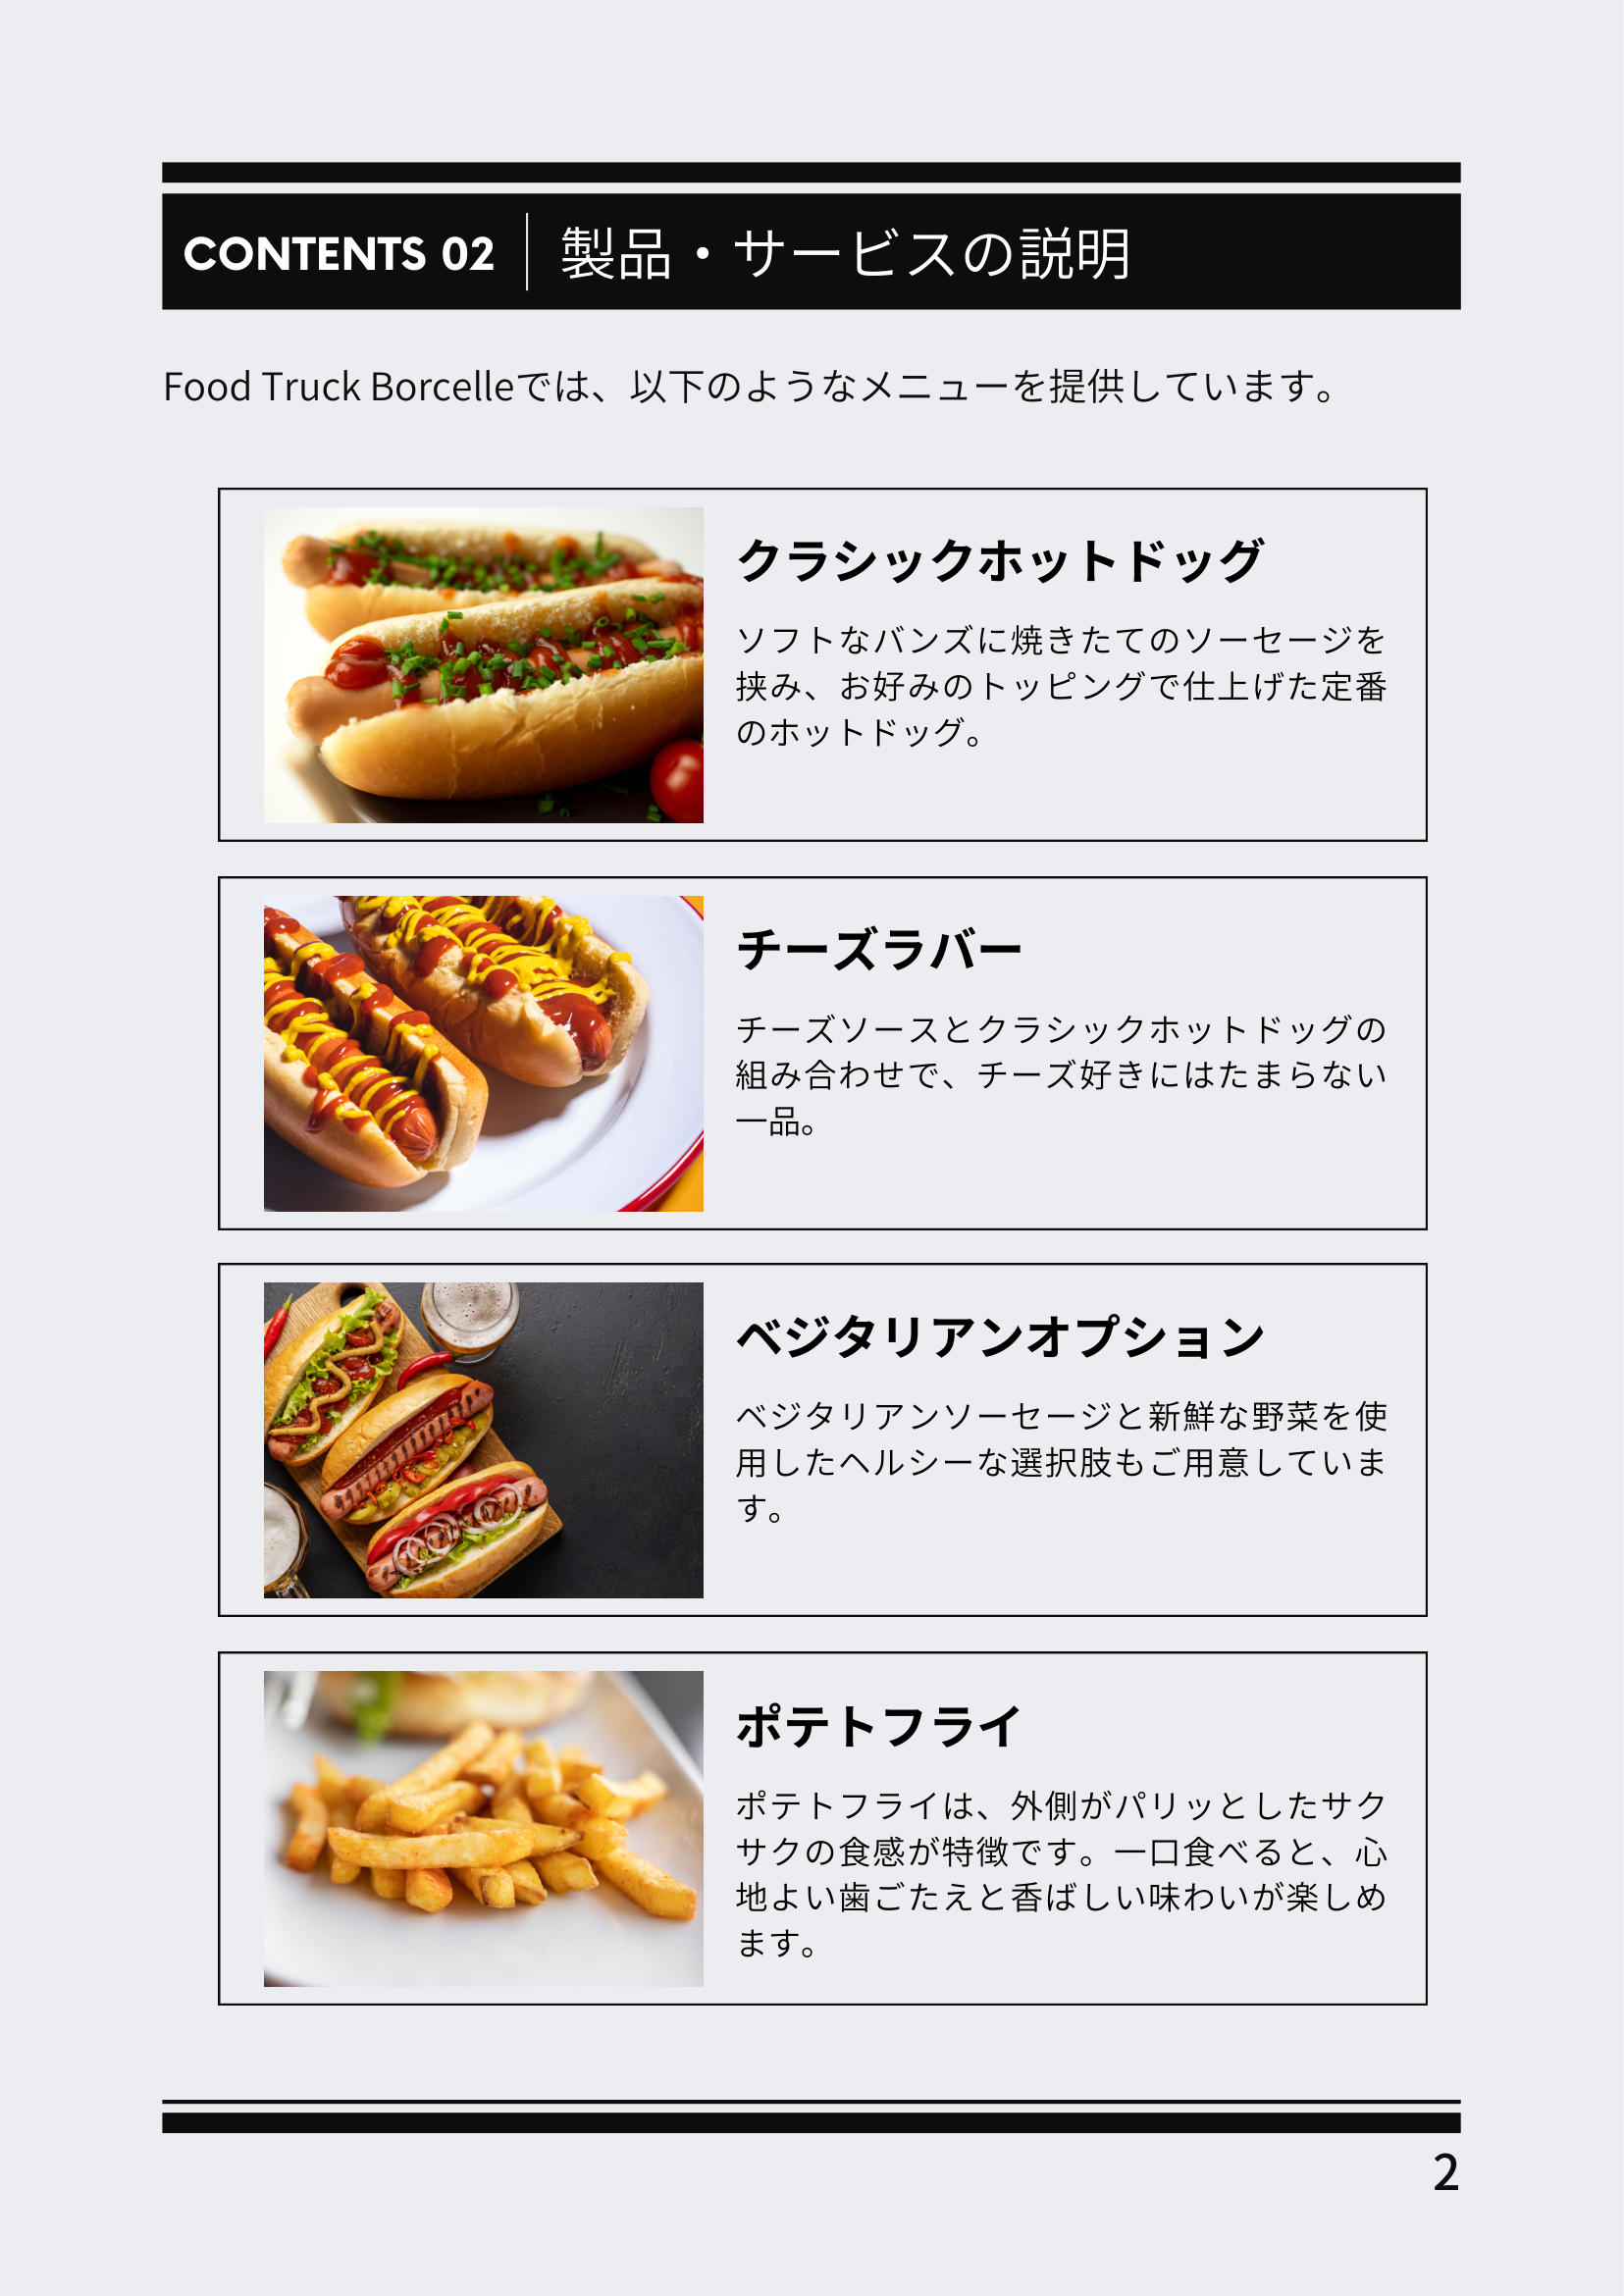 CONTENTS 02
製品・サービスの説明
Food Truck Borcelleでは、以下のようなメニューを提供しています。
クラシックホットドッグ
ソフトなバンズに焼きたてのソーセージを
挟み、お好みのトッピングで仕上げた定番
のホットドッグ。
チーズラバー
チーズソースとクラシックホットドッグの
組み合わせで、チーズ好きにはたまらない
一品。
ベジタリアンオプション
ベジタリアンソーセージと新鮮な野菜を使
用したヘルシーな選択肢もご用意していま
す。
ポテトフライ
ポテトフライは、外側がパリッとしたサク
サクの食感が特徴です。一口食べると、心
地よい歯ごたえと香ばしい味わいが楽しめ
ます。
2